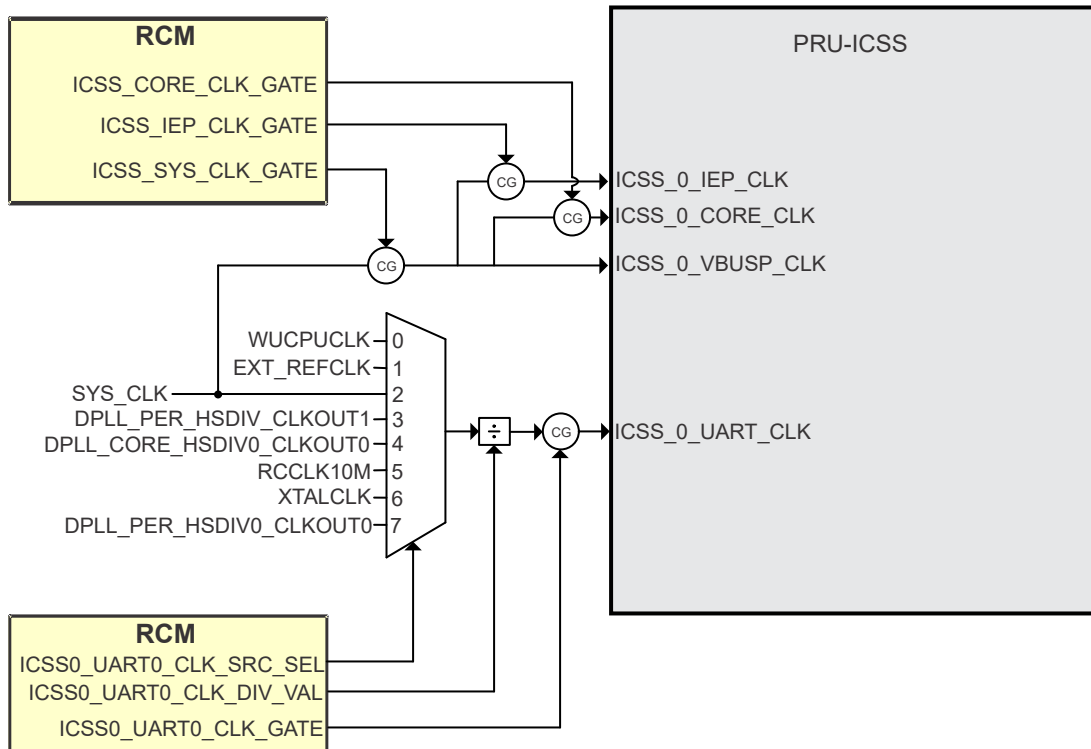 RCM
ICSS_CORE_CLK_GATE
ICSS_IEP_CLK_GATE
ICSS_SYS_CLK_GATE
PRU-ICSS
CG
ICSS_0_IEP_CLK
CG
ICSS_0_CORE_CLK
CG
ICSS_0_VBUSP_CLK
WUCPUCLK 0
EXT_REFCLK 1
SYS_CLK 2
DPLL_PER_HSDIV_CLKOUT1 3
DPLL_CORE_HSDIV0_CLKOUT0 4
RCCLK10M 5
XTALCLK 6
DPLL_PER_HSDIV0_CLKOUT0 7
÷
CG
ICSS_0_UART_CLK
RCM
ICSS0_UART0_CLK_SRC_SEL
ICSS0_UART0_CLK_DIV_VAL
ICSS0_UART0_CLK_GATE